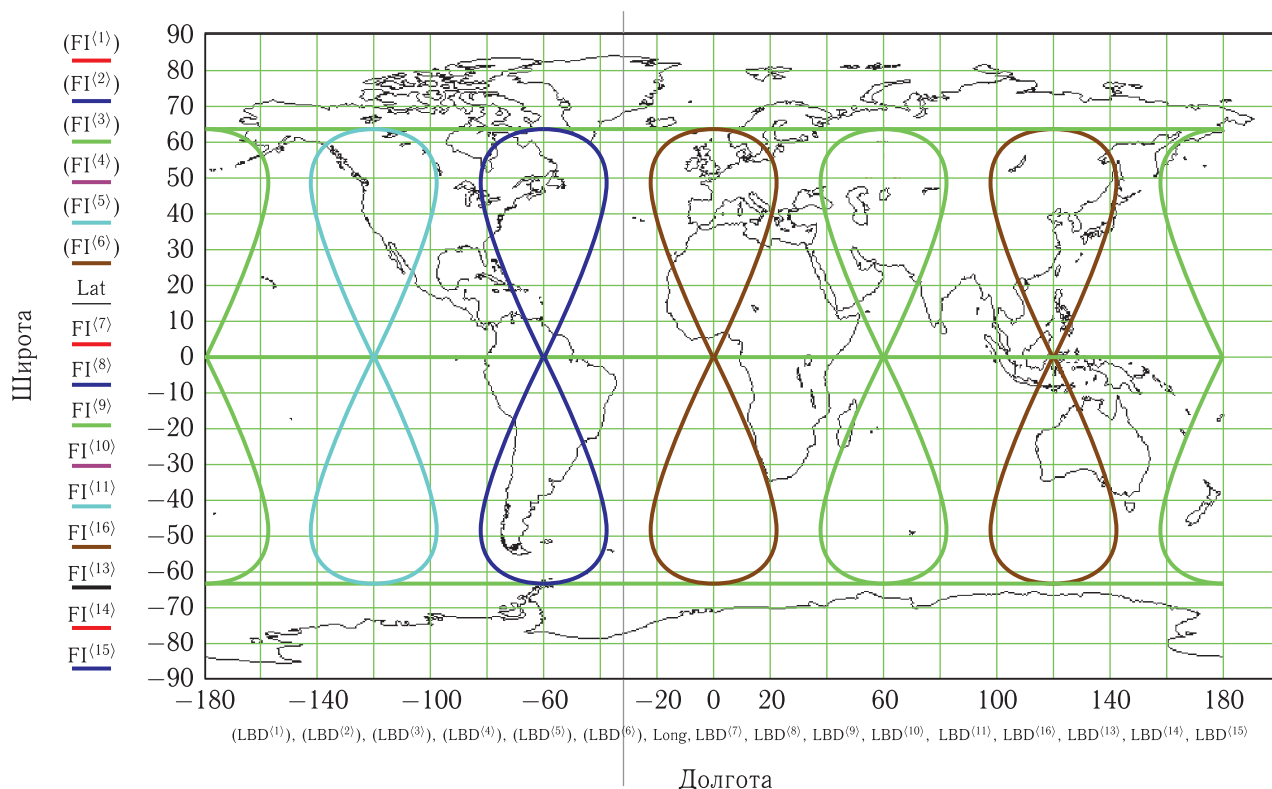 (FI⟨1⟩)
(FI⟨2⟩)
(FI⟨3⟩)
(FI⟨4⟩)
(FI⟨5⟩)
(FI⟨6⟩)
Lat
FI⟨7⟩
FI⟨8⟩
FI⟨9⟩
FI⟨10⟩
FI⟨11⟩
FI⟨16⟩
FI⟨13⟩
FI⟨14⟩
FI⟨15⟩
Широта
90
80
70
60
50
40
30
20
10
0
−10
−20
−30
−40
−50
−60
−70
−80
−90
−180 −140 −100 −60 −20 0 20 60 100 140 180
(LBD⟨1⟩), (LBD⟨2⟩), (LBD⟨3⟩), (LBD⟨4⟩), (LBD⟨5⟩), (LBD⟨6⟩), Long, LBD⟨7⟩, LBD⟨8⟩, LBD⟨9⟩, LBD⟨10⟩, LBD⟨11⟩, LBD⟨16⟩, LBD⟨13⟩, LBD⟨14⟩, LBD⟨15⟩
Долгота